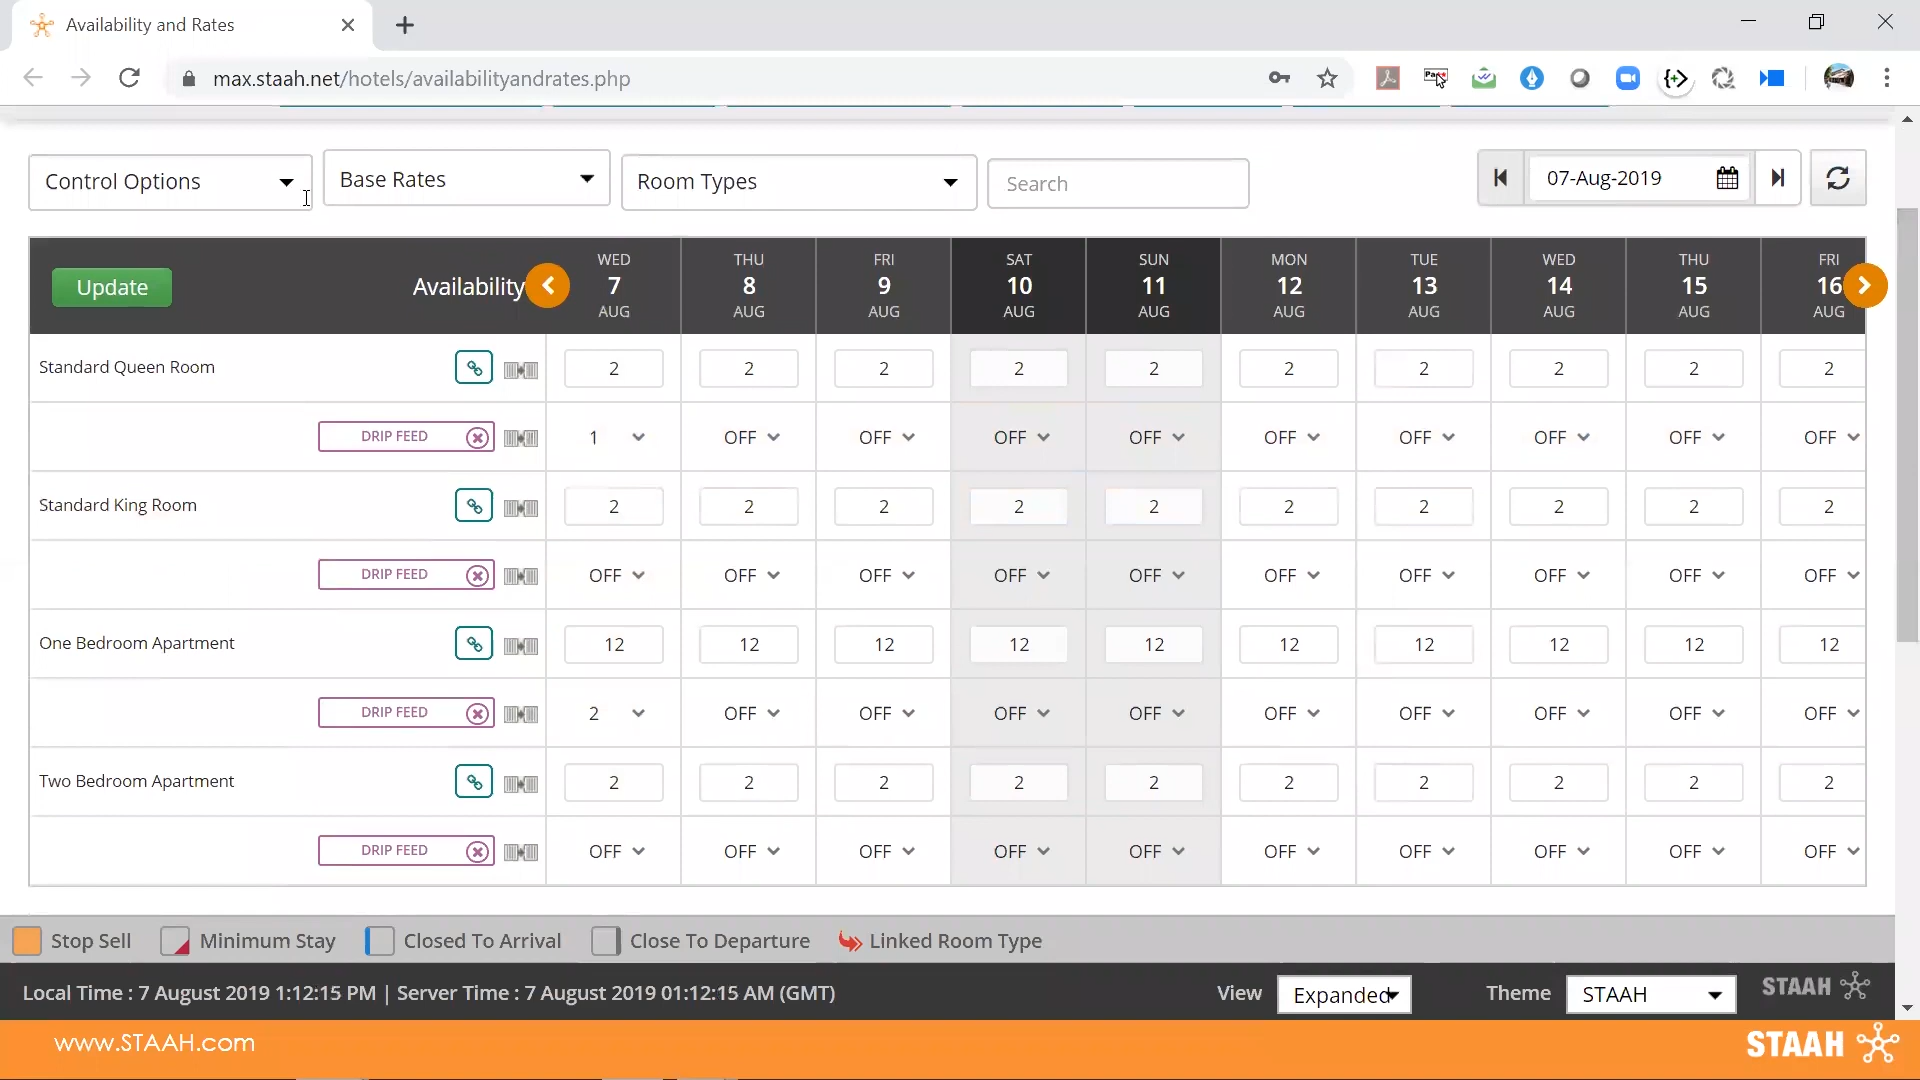 Availability and Rates
max.staah.net/hotels/availabilityandrates.php
Control Options Base Rates Room Types Search 07-Aug-2019
Update Availability
WED THU FRI SAT SUN MON TUE WED THU FRI
7 8 9 10 11 12 13 14 15 16
AUG AUG AUG AUG AUG AUG AUG AUG AUG AUG
Standard Queen Room 2 2 2 2 2 2 2 2 2 2
DRIP FEED 1 OFF OFF OFF OFF OFF OFF OFF OFF OFF
Standard King Room 2 2 2 2 2 2 2 2 2 2
DRIP FEED OFF OFF OFF OFF OFF OFF OFF OFF OFF OFF
One Bedroom Apartment 12 12 12 12 12 12 12 12 12 12
DRIP FEED 2 OFF OFF OFF OFF OFF OFF OFF OFF OFF
Two Bedroom Apartment 2 2 2 2 2 2 2 2 2 2
DRIP FEED OFF OFF OFF OFF OFF OFF OFF OFF OFF OFF
Stop Sell Minimum Stay Closed To Arrival Close To Departure Linked Room Type
Local Time : 7 August 2019 1:12:15 PM | Server Time : 7 August 2019 01:12:15 AM (GMT) View Expanded Theme STAAH STAAH
www.STAAH.com STAAH